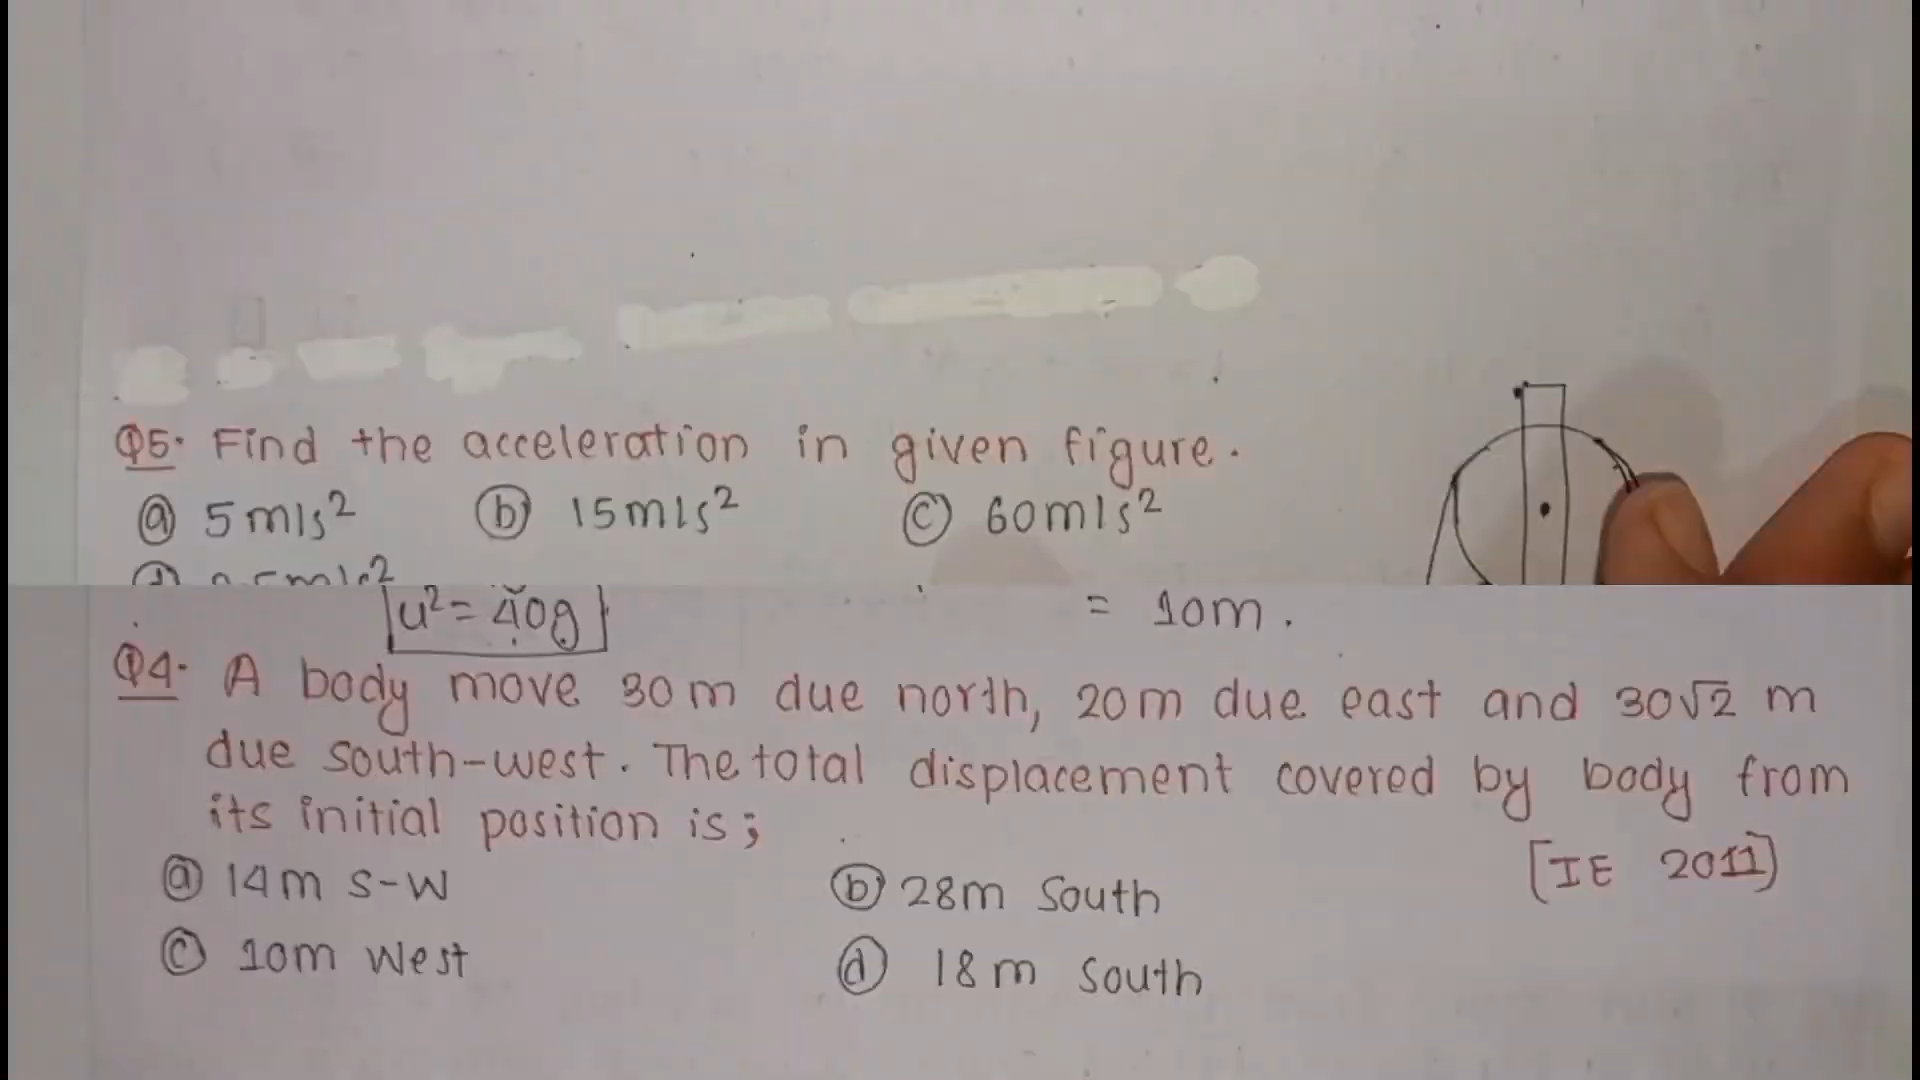 Q5. Find the acceleration in given figure.
ⓐ 5m/s² ⓑ 15m/s² ⓒ 60m/s²
u² = 40g = 10m.
Q4. A body move 30m due north, 20m due east and 30√2 m
due south-west. The total displacement covered by body from
its initial position is;
[IE 2011]
ⓐ 14m S-W ⓑ 28m South
ⓒ 10m West ⓓ 18m South